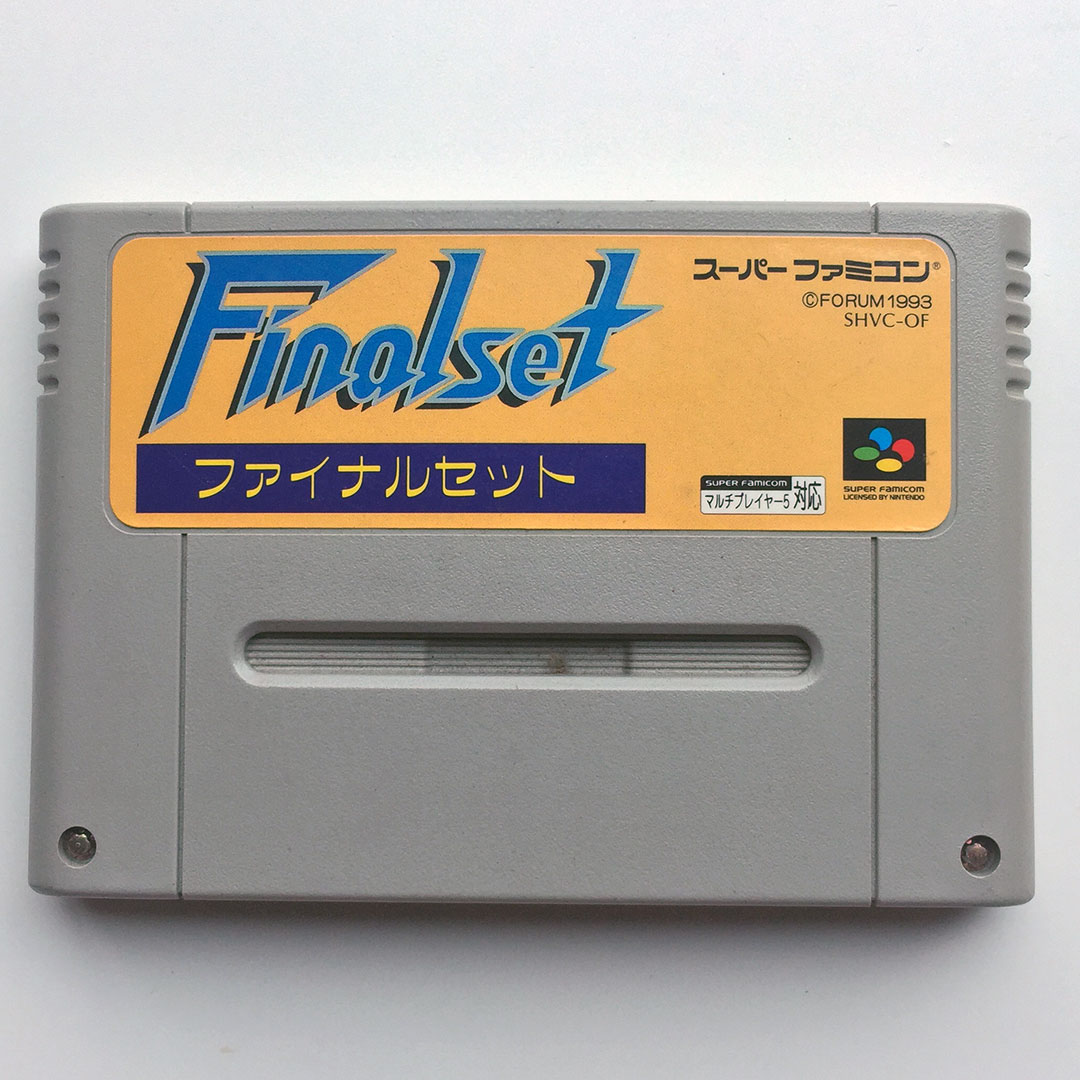 Finalset
ファイナルセット
スーパー ファミコン®
©FORUM 1993
SHVC-OF
SUPER FAMICOM
マルチプレイヤー5 対応
SUPER FAMICOM
LICENSED BY NINTENDO